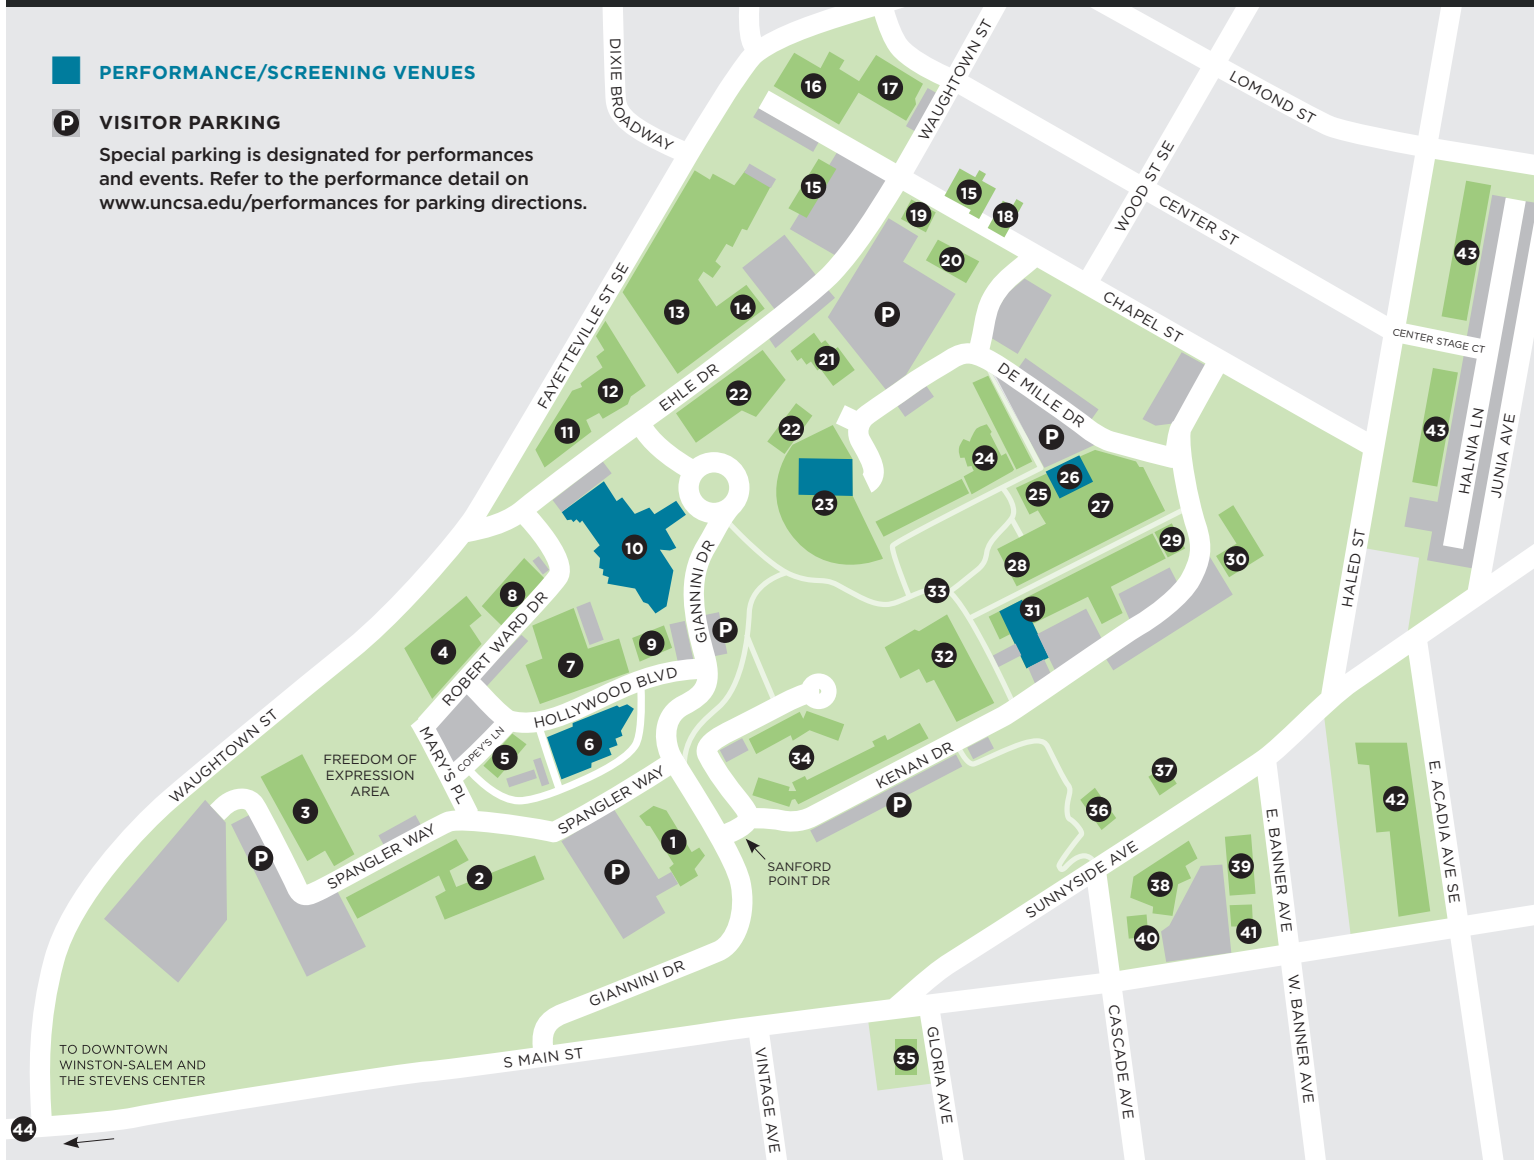 PERFORMANCE/SCREENING VENUES
P
VISITOR PARKING
Special parking is designated for performances
and events. Refer to the performance detail on
www.uncsa.edu/performances for parking directions.
DIXIE BROADWAY
WAUGHTOWN ST
LOMOND ST
16
17
WOOD ST SE
CENTER ST
15
15
18
19
20
43
FAYETTEVILLE ST SE
13
14
P
CHAPEL ST
CENTER STAGE CT
21
EHLE DR
12
22
DE MILLE DR
11
22
P
43
HALNIA LN
JUNIA AVE
24
23
26
25
27
10
GIANNINI DR
28
29
30
HALED ST
8
ROBERT WARD DR
33
31
4
7
9
P
32
HOLLYWOOD BLVD
WAUGHTOWN ST
MARY'S PL
COPEY'S LN
5
6
FREEDOM OF
EXPRESSION
AREA
34
KENAN DR
37
3
SPANGLER WAY
P
36
E. ACADIA AVE SE
42
P
SPANGLER WAY
1
2
P
SANFORD
POINT DR
SUNNYSIDE AVE
E. BANNER AVE
38
39
40
41
GIANNINI DR
W. BANNER AVE
CASCADE AVE
S MAIN ST
35
GLORIA AVE
VINTAGE AVE
TO DOWNTOWN
WINSTON-SALEM AND
THE STEVENS CENTER
44